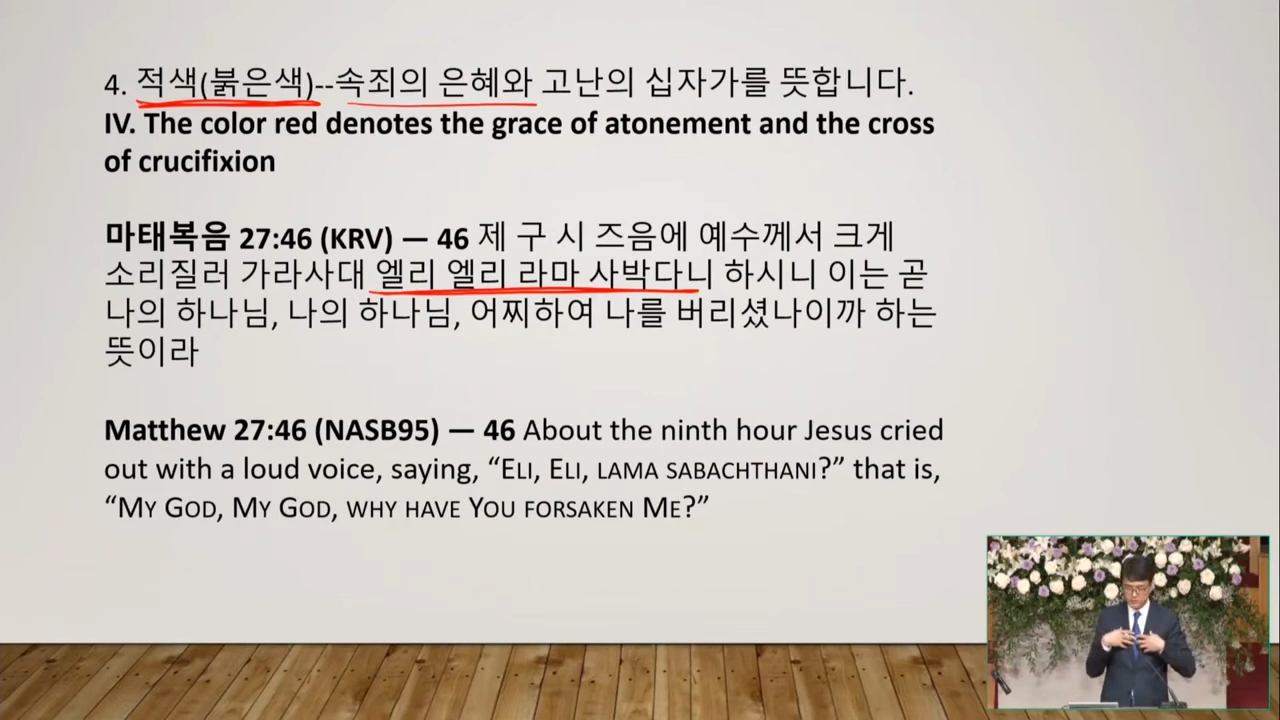 4. 적색(붉은색)--속죄의 은혜와 고난의 십자가를 뜻합니다.
IV. The color red denotes the grace of atonement and the cross
of crucifixion
마태복음 27:46 (KRV) — 46 제 구 시 즈음에 예수께서 크게
소리질러 가라사대 엘리 엘리 라마 사박다니 하시니 이는 곧
나의 하나님, 나의 하나님, 어찌하여 나를 버리셨나이까 하는
뜻이라
Matthew 27:46 (NASB95) — 46 About the ninth hour Jesus cried
out with a loud voice, saying, “ELI, ELI, LAMA SABACHTHANI?” that is,
“MY GOD, MY GOD, WHY HAVE YOU FORSAKEN ME?”